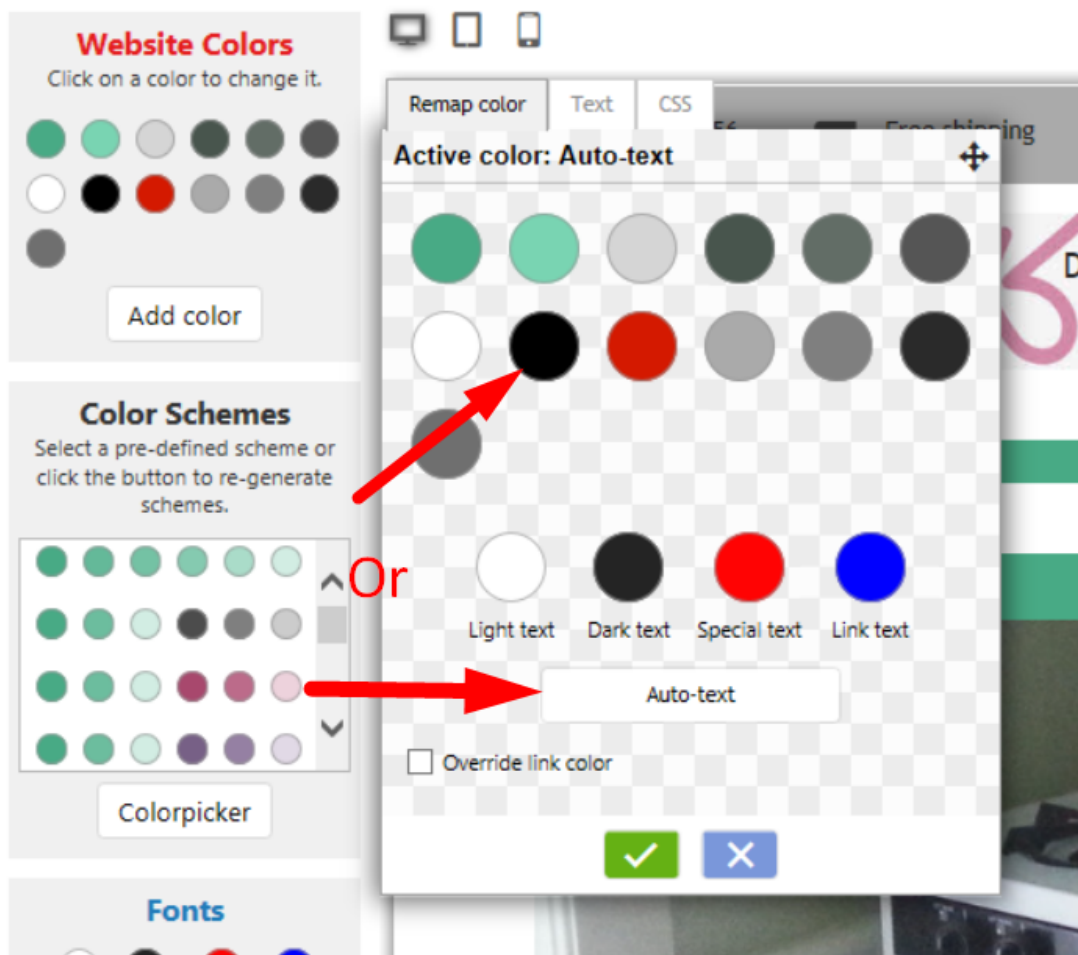 Website Colors
Click on a color to change it.
Add color
Color Schemes
Select a pre-defined scheme or
click the button to re-generate
schemes.
Colorpicker
Fonts
Remap color
Text
CSS
Free shipping
Active color: Auto-text
D
Or
Light text
Dark text
Special text
Link text
Auto-text
Override link color